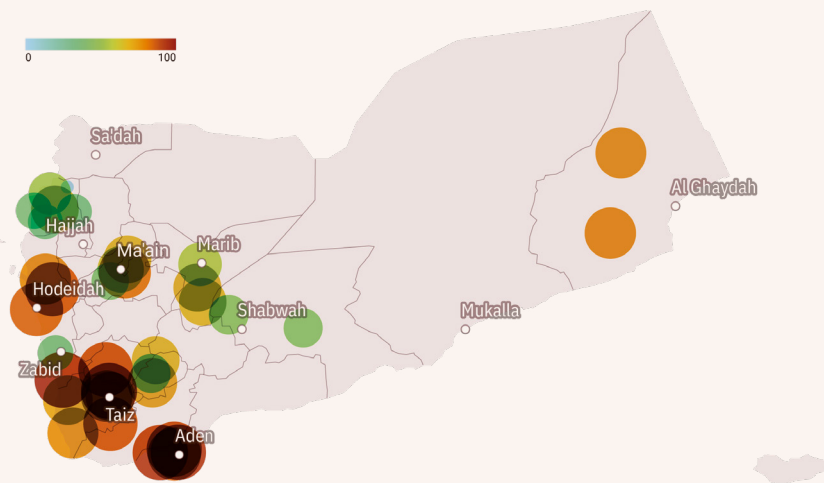 0 100
Sa'dah
Al Ghaydah
Hajjah
Ma'ain
Marib
Hodeidah
Shabwah
Mukalla
Zabid
Taiz
Aden